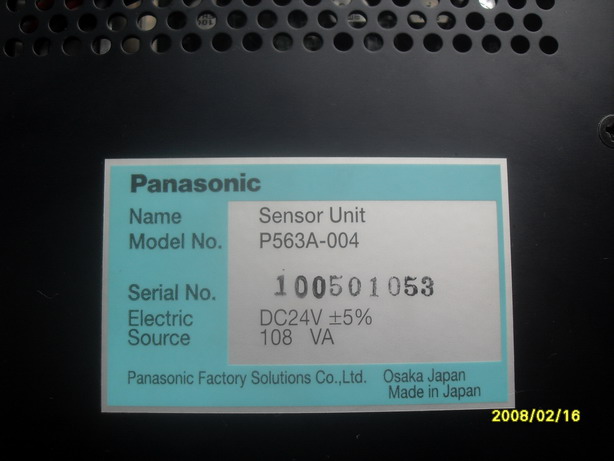 Panasonic
Name Sensor Unit
Model No. P563A-004
Serial No. 100501053
Electric DC24V ±5%
Source 108 VA
Panasonic Factory Solutions Co.,Ltd. Osaka Japan
Made in Japan
2008/02/16